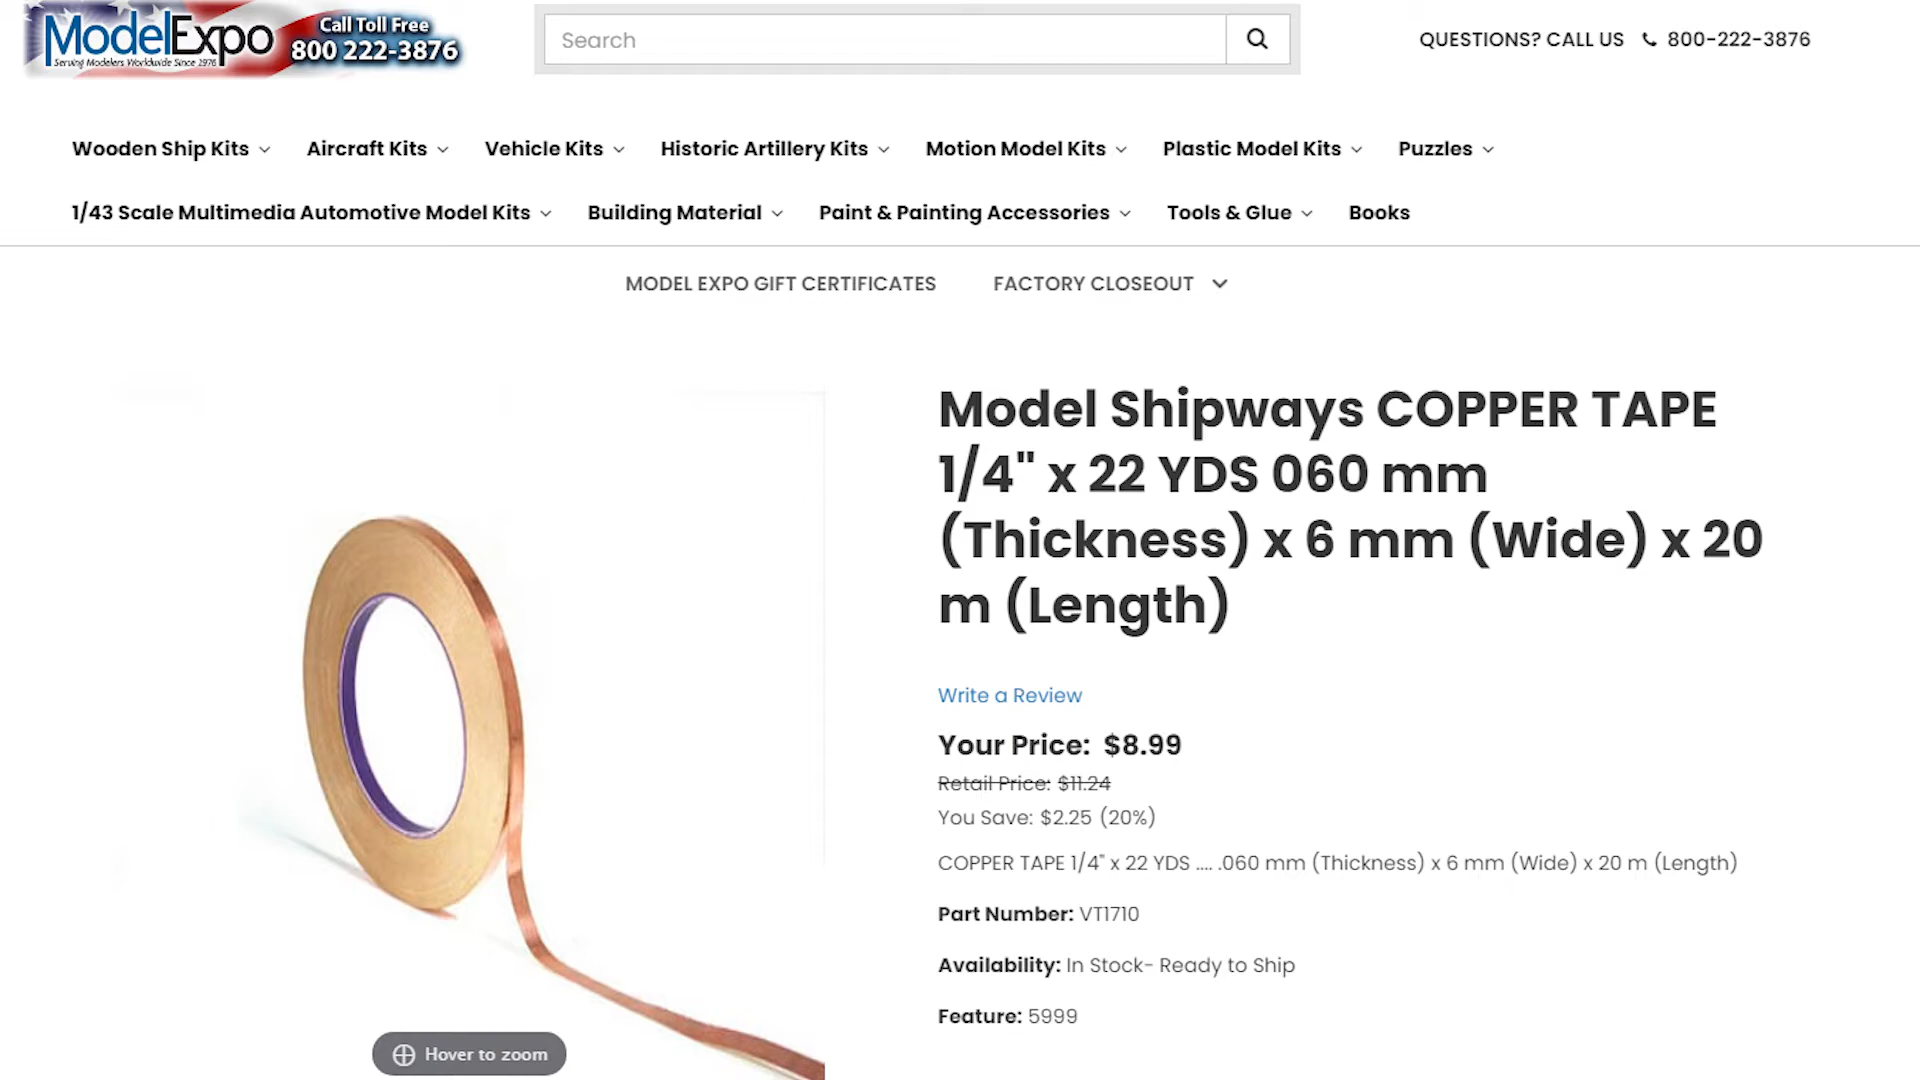 ModelExpo
Serving Modelers Worldwide Since 1976
Call Toll Free
800 222-3876
Search
QUESTIONS? CALL US 800-222-3876
Wooden Ship Kits Aircraft Kits Vehicle Kits Historic Artillery Kits Motion Model Kits Plastic Model Kits Puzzles
1/43 Scale Multimedia Automotive Model Kits Building Material Paint & Painting Accessories Tools & Glue Books
MODEL EXPO GIFT CERTIFICATES FACTORY CLOSEOUT
Model Shipways COPPER TAPE
1/4" x 22 YDS 060 mm
(Thickness) x 6 mm (Wide) x 20
m (Length)
Write a Review
Your Price: $8.99
Retail Price: $11.24
You Save: $2.25 (20%)
COPPER TAPE 1/4" x 22 YDS .... .060 mm (Thickness) x 6 mm (Wide) x 20 m (Length)
Part Number: VT1710
Availability: In Stock- Ready to Ship
Feature: 5999
Hover to zoom